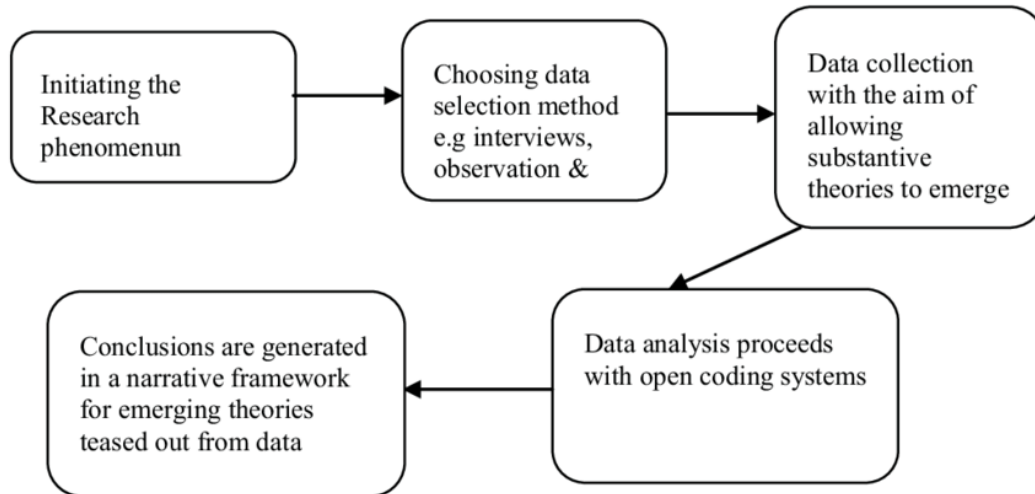 Initiating the
Research
phenomenun
Choosing data
selection method
e.g interviews,
observation &
Data collection
with the aim of
allowing
substantive
theories to emerge
Data analysis proceeds
with open coding systems
Conclusions are generated
in a narrative framework
for emerging theories
teased out from data